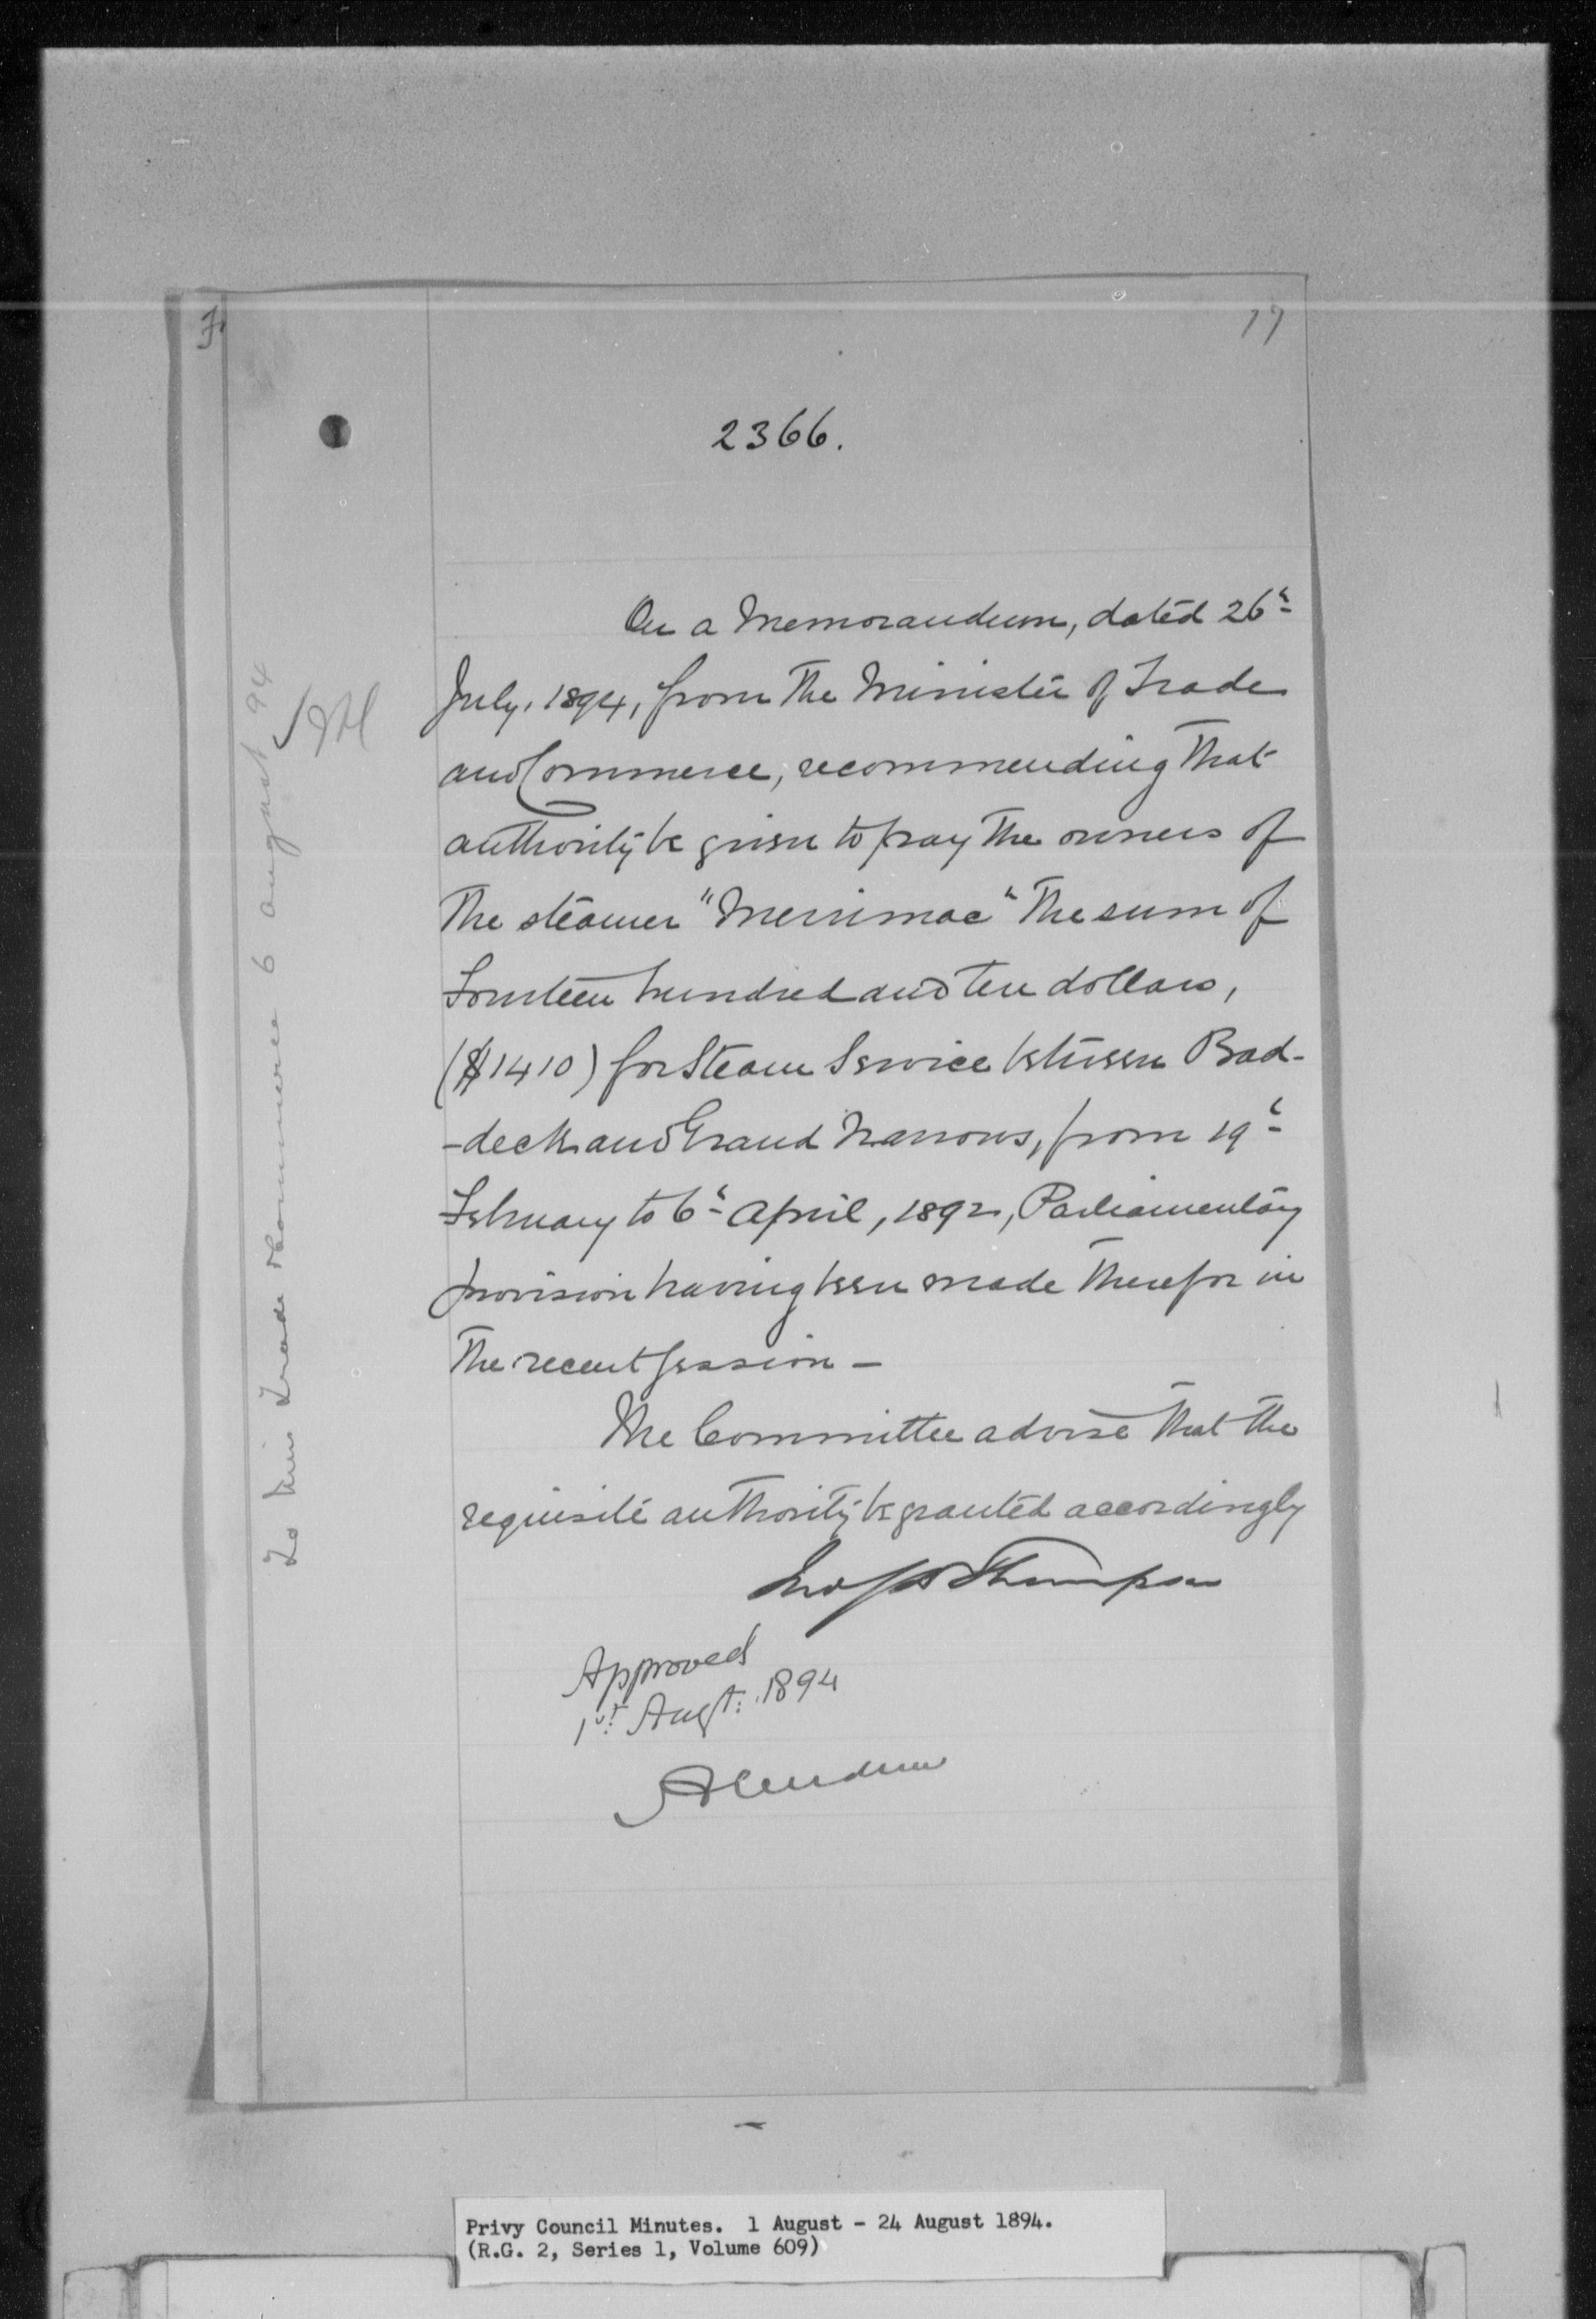 F
17
2366.
On a Memorandum, dated 26th
July, 1894, from the Minister of Trade
and Commerce, recommending that
authority be given to pay the owners of
the steamer "Merrimac" the sum of
Fourteen hundred and ten dollars,
($1410) for Steam Service between Bad-
-deck and Grand Narrows, from 19th
February to 6th April, 1892, Parliamentary
provision having been made therefor in
the recent session —
The Committee advise that the
requisite authority be granted accordingly
Jno S D Thompson
Approved
1st Augt: 1894
Aberdeen
To Min Trade & Commerce 6 August 94
Privy Council Minutes. 1 August - 24 August 1894.
(R.G. 2, Series 1, Volume 609)